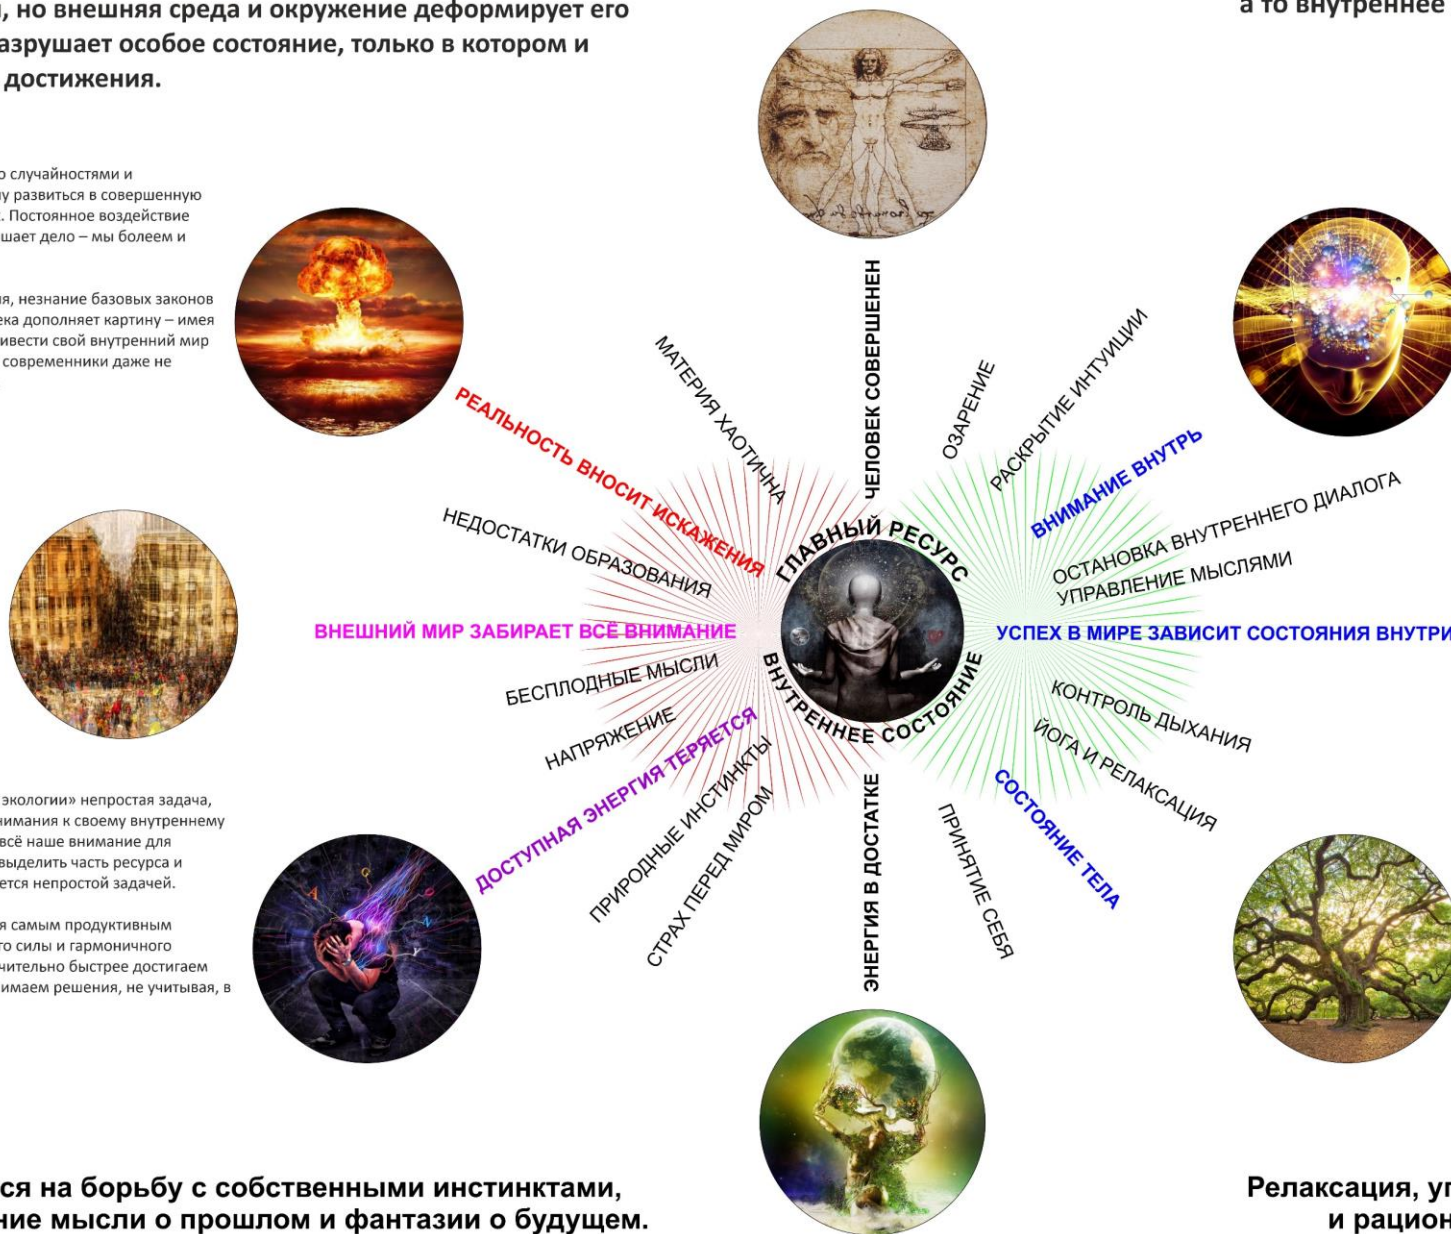 , но внешняя среда и окружение деформирует его
азрушает особое состояние, только в котором и
достижения.
а то внутреннее
о случайностями и
у развиться в совершенную
. Постоянное воздействие
шает дело – мы болеем и
ия, незнание базовых законов
ека дополняет картину – имея
ивести свой внутренний мир
современники даже не
ЧЕЛОВЕК СОВЕРШЕНЕН
МАТЕРИЯ ХАОТИЧНА
ОЗАРЕНИЕ
РАСКРЫТИЕ ИНТУИЦИИ
РЕАЛЬНОСТЬ ВНОСИТ ИСКАЖЕНИЯ
ВНИМАНИЕ ВНУТРЬ
НЕДОСТАТКИ ОБРАЗОВАНИЯ
ОСТАНОВКА ВНУТРЕННЕГО ДИАЛОГА
УПРАВЛЕНИЕ МЫСЛЯМИ
ГЛАВНЫЙ РЕСУРС
ВНУТРЕННЕЕ СОСТОЯНИЕ
ВНЕШНИЙ МИР ЗАБИРАЕТ ВСЁ ВНИМАНИЕ
УСПЕХ В МИРЕ ЗАВИСИТ СОСТОЯНИЯ ВНУТРИ
БЕСПЛОДНЫЕ МЫСЛИ
КОНТРОЛЬ ДЫХАНИЯ
НАПРЯЖЕНИЕ
ЙОГА И РЕЛАКСАЦИЯ
ДОСТУПНАЯ ЭНЕРГИЯ ТЕРЯЕТСЯ
СОСТОЯНИЕ ТЕЛА
ПРИРОДНЫЕ ИНСТИНКТЫ
СТРАХ ПЕРЕД МИРОМ
ЭНЕРГИЯ В ДОСТАТКЕ
ПРИНЯТИЕ СЕБЯ
экологии» непростая задача,
нимания к своему внутреннему
всё наше внимание для
выделить часть ресурса и
ется непростой задачей.
я самым продуктивным
го силы и гармоничного
чительно быстрее достигаем
имаем решения, не учитывая, в
ся на борьбу с собственными инстинктами,
ние мысли о прошлом и фантазии о будущем.
Релаксация, уп
и рацион